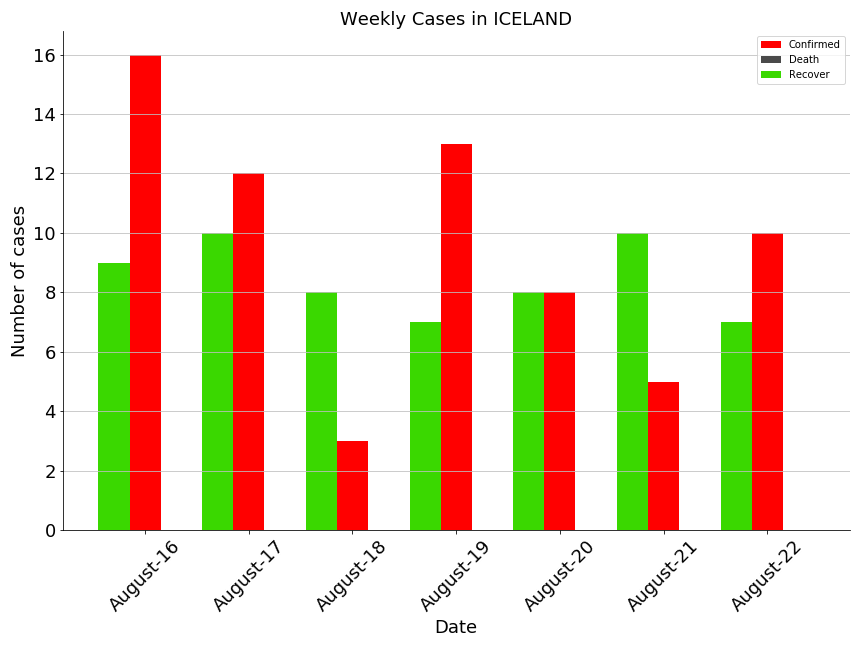 Weekly Cases in ICELAND
Confirmed
Death
Recover
Number of cases
16
14
12
10
8
6
4
2
0
August-16
August-17
August-18
August-19
August-20
August-21
August-22
Date